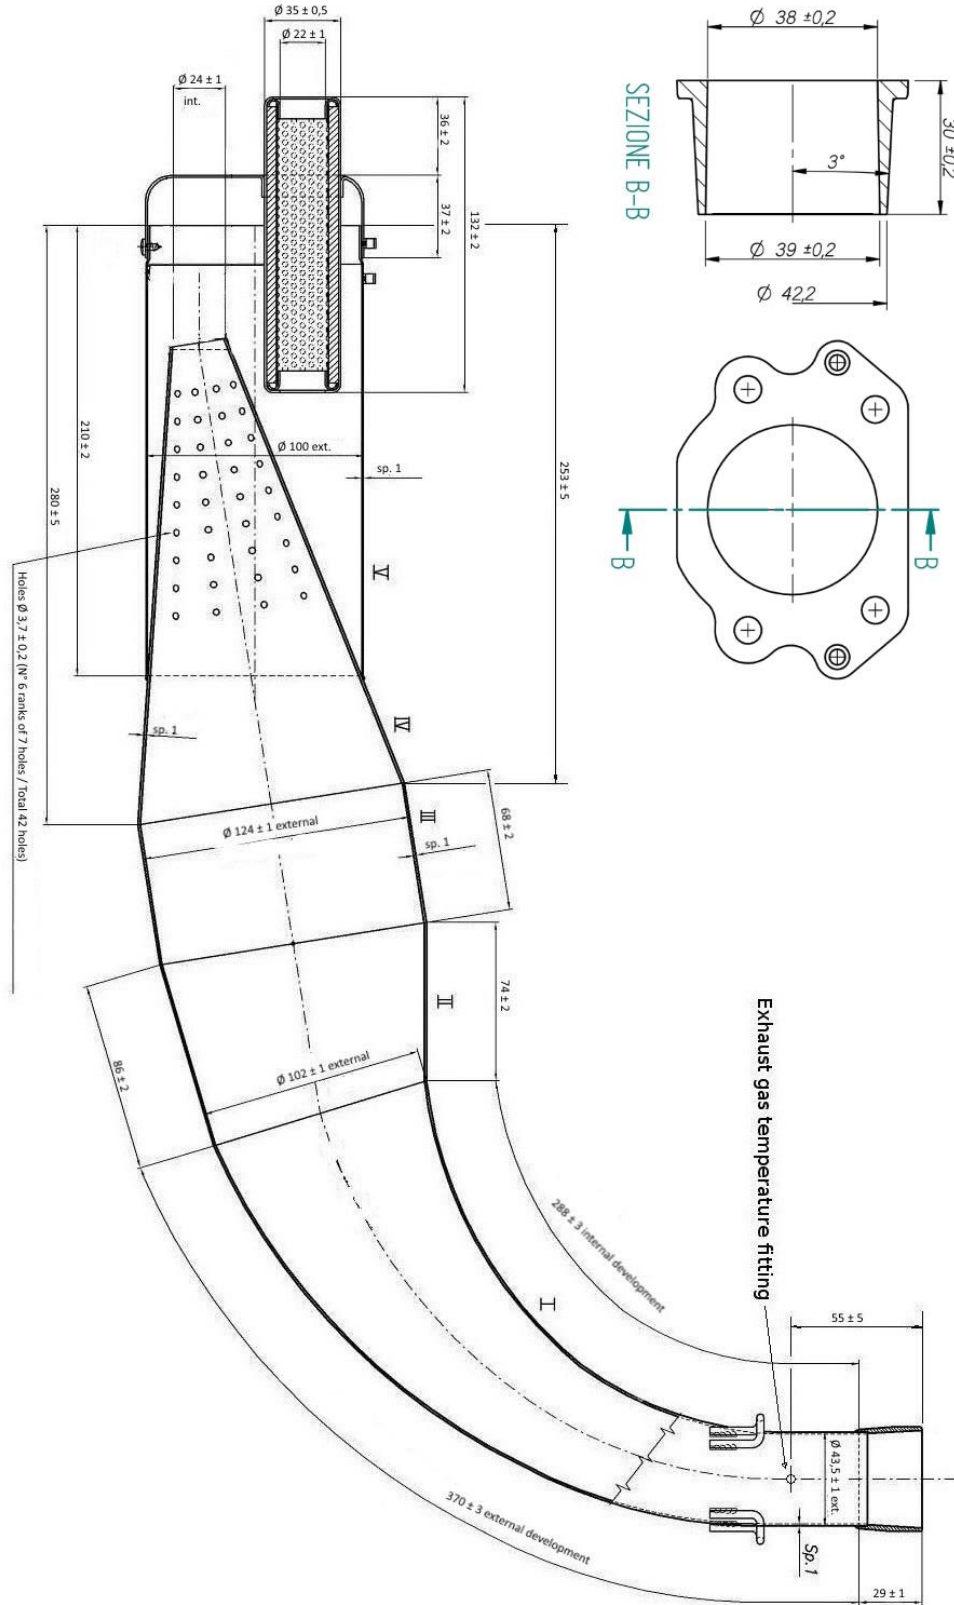 Ø 35 ± 0,5
Ø 22 ± 1
Ø 24 ± 1
int.
36 ± 2
37 ± 2
132 ± 2
Ø 38 ±0,2
30 ±0,2
3°
SEZIONE B-B
Ø 39 ±0,2
Ø 42,2
B
B
210 ± 2
280 ± 5
253 ± 5
Ø 100 ext.
sp. 1
V
Holes Ø 3,7 ± 0,2 (N° 6 ranks of 7 holes / Total 42 holes)
IV
sp. 1
Ø 124 ± 1 external
III
sp. 1
68 ± 2
74 ± 2
II
86 ± 2
Ø 102 ± 1 external
Exhaust gas temperature fitting
288 ± 3 internal development
I
55 ± 5
Ø 43,5 ± 1 ext.
370 ± 3 external development
Sp.1
29 ± 1